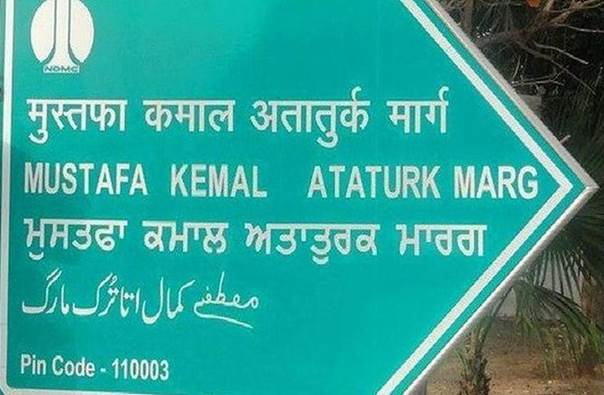 NDMC
मुस्तफा कमाल अतातुर्क मार्ग
MUSTAFA KEMAL ATATURK MARG
ਮੁਸਤਫਾ ਕਮਾਲ ਅਤਾਤੁਰਕ ਮਾਰਗ
مصطفےٰ کمال اتاترک مارگ
Pin Code - 110003